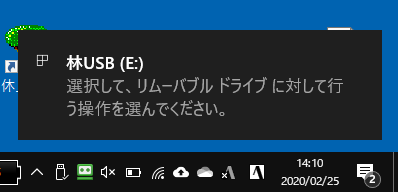 林USB (E:)
選択して、リムーバブル ドライブ に対して行
う操作を選んでください。
休
A
14:10
2020/02/25
2